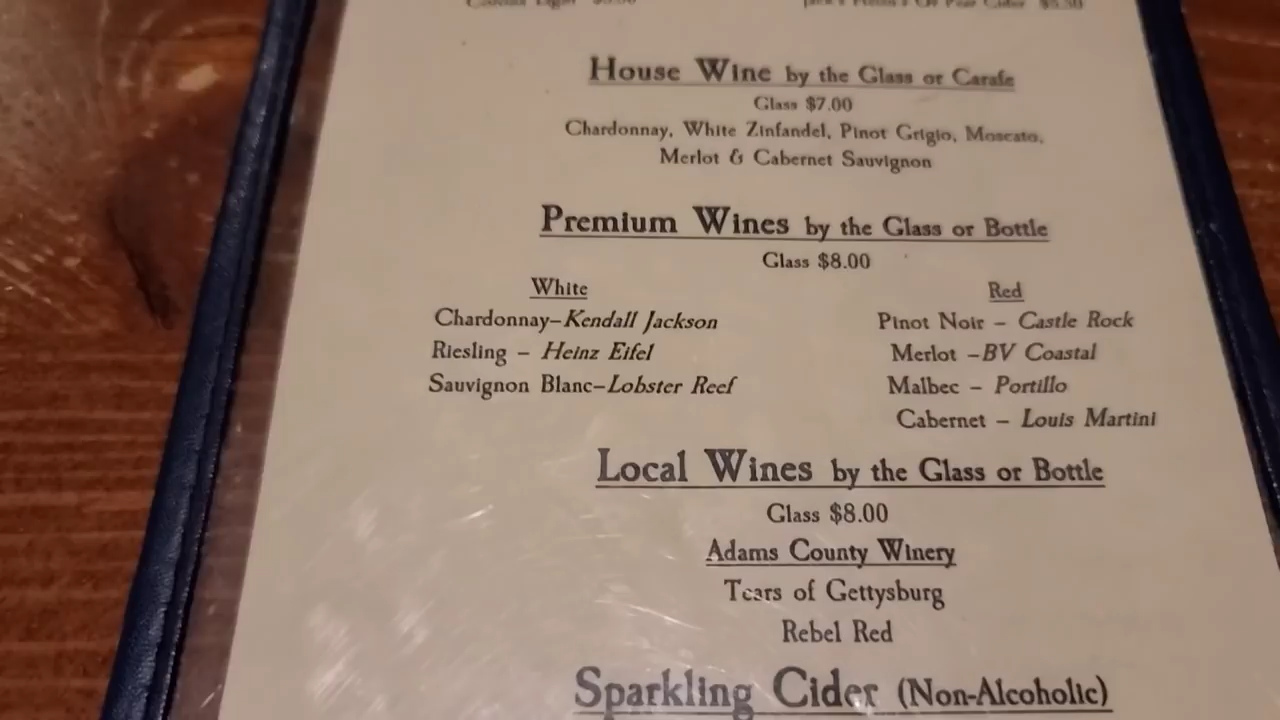 House Wine by the Glass or Carafe
Glass $7.00
Chardonnay, White Zinfandel, Pinot Grigio, Moscato,
Merlot & Cabernet Sauvignon
Premium Wines by the Glass or Bottle
Glass $8.00
White
Red
Chardonnay–Kendall Jackson
Pinot Noir – Castle Rock
Riesling – Heinz Eifel
Merlot –BV Coastal
Sauvignon Blanc–Lobster Reef
Malbec – Portillo
Cabernet – Louis Martini
Local Wines by the Glass or Bottle
Glass $8.00
Adams County Winery
Tears of Gettysburg
Rebel Red
Sparkling Cider (Non-Alcoholic)